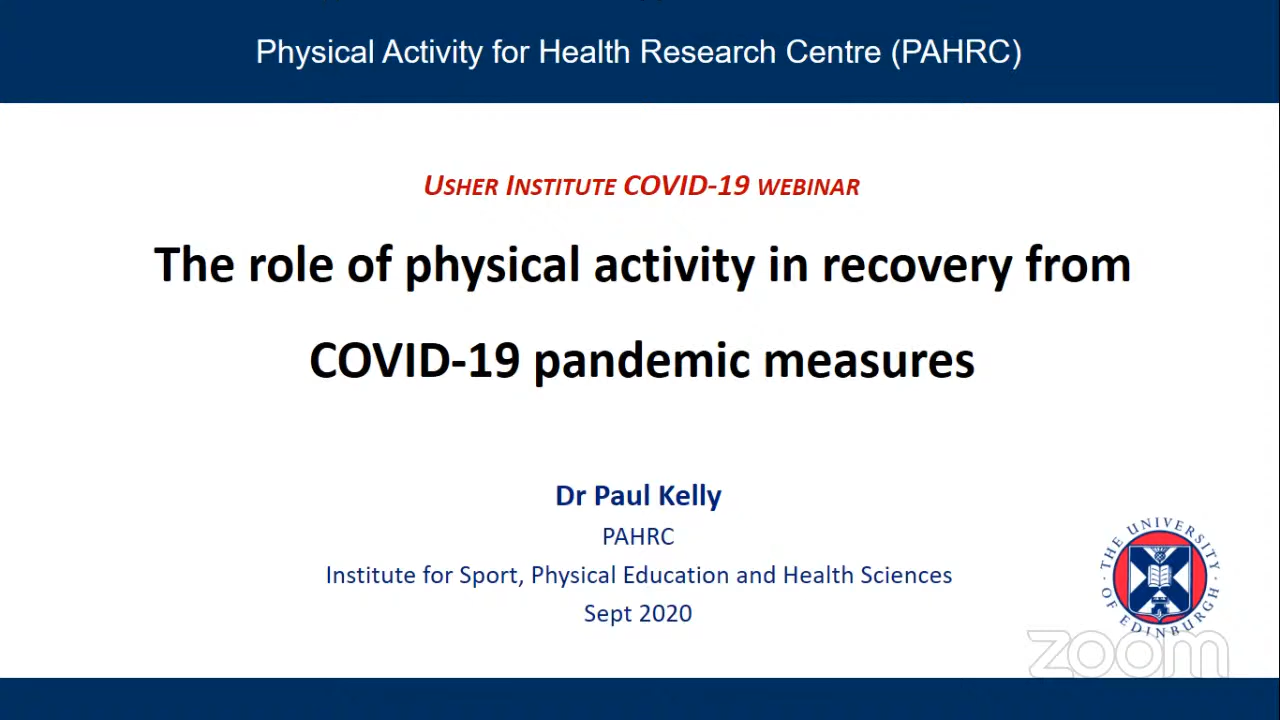 Physical Activity for Health Research Centre (PAHRC)
USHER INSTITUTE COVID-19 WEBINAR
The role of physical activity in recovery from
COVID-19 pandemic measures
Dr Paul Kelly
PAHRC
Institute for Sport, Physical Education and Health Sciences
Sept 2020
THE UNIVERSITY OF EDINBURGH
zoom